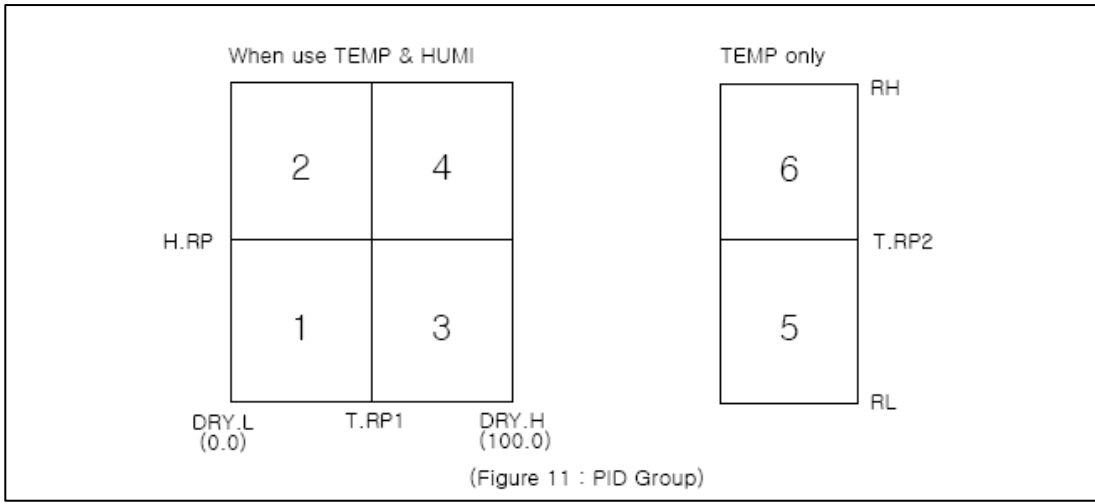 When use TEMP & HUMI
TEMP only
RH
2
4
6
H.RP
T.RP2
1
3
5
RL
DRY.L
(0.0)
T.RP1
DRY.H
(100.0)
(Figure 11 : PID Group)